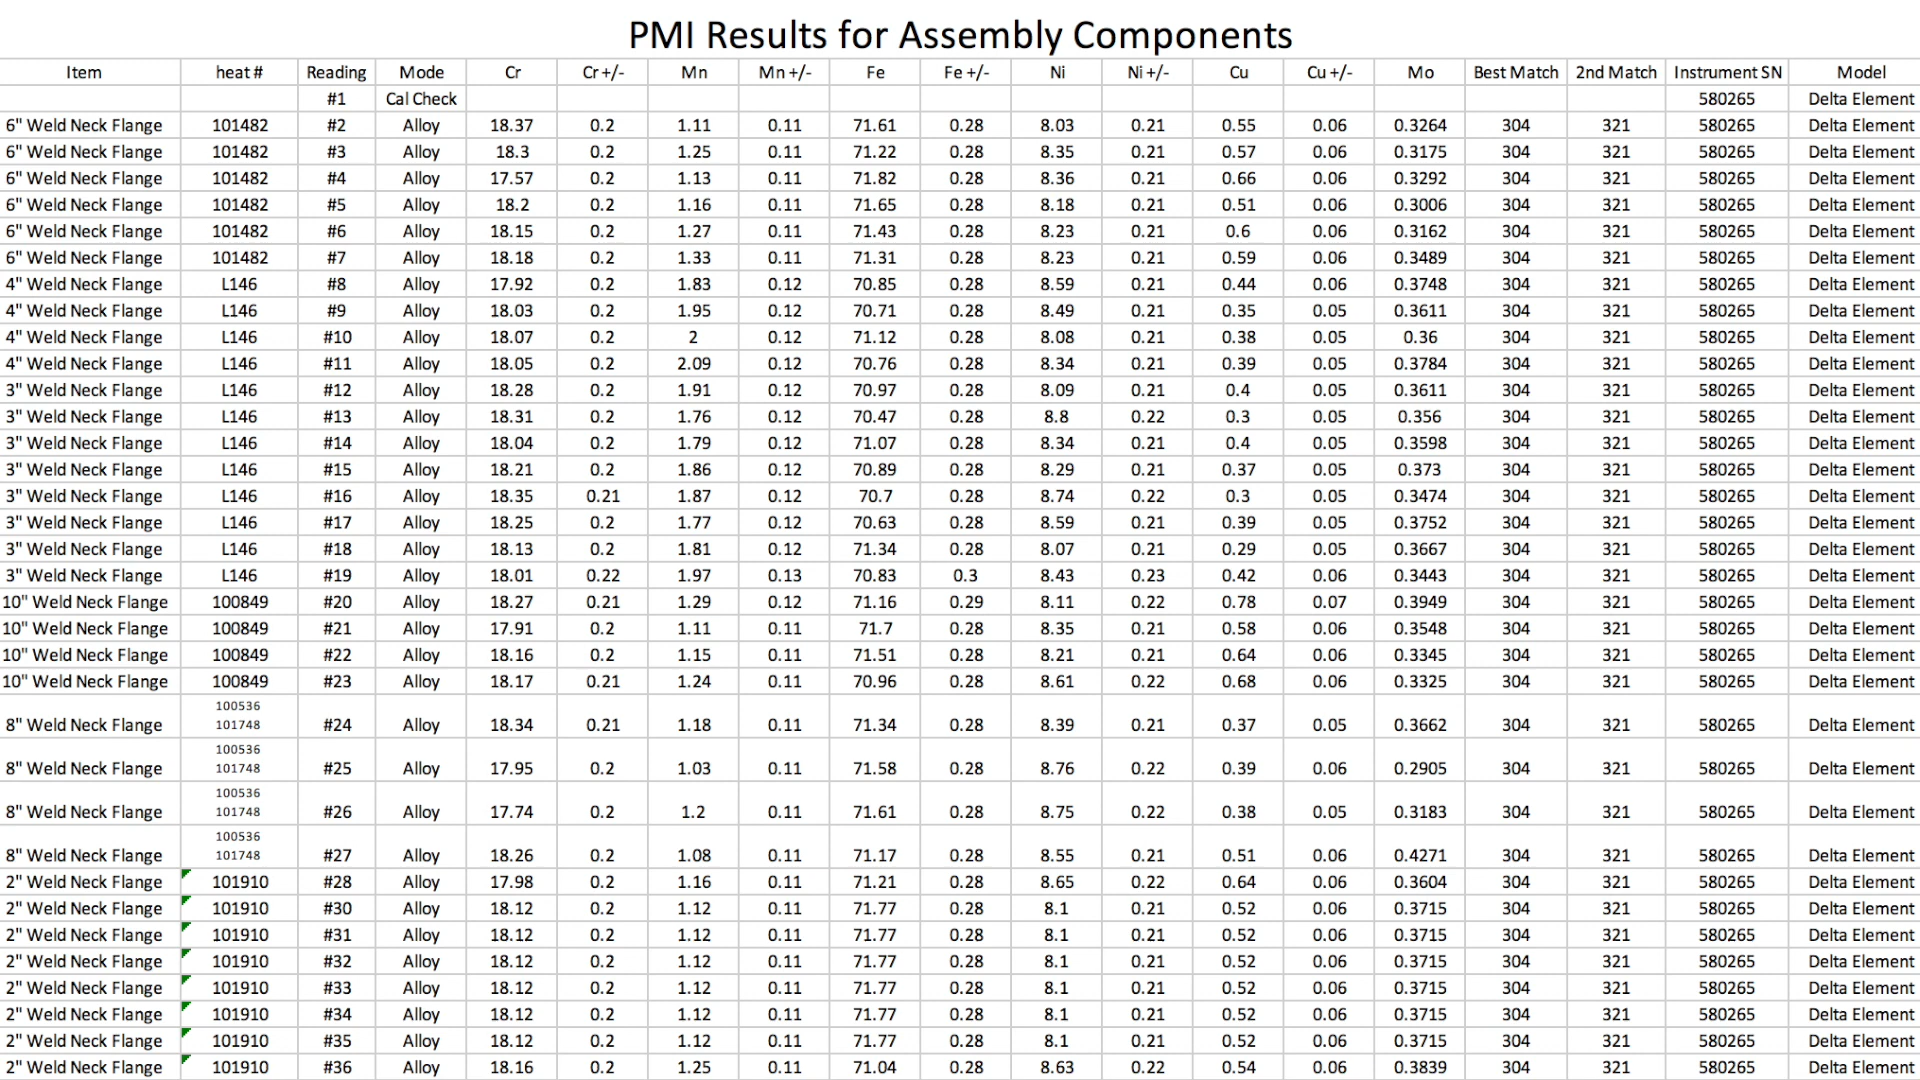 PMI Results for Assembly Components
Item heat # Reading Mode Cr Cr +/- Mn Mn +/- Fe Fe +/- Ni Ni +/- Cu Cu +/- Mo Best Match 2nd Match Instrument SN Model
#1 Cal Check 580265 Delta Element
6" Weld Neck Flange 101482 #2 Alloy 18.37 0.2 1.11 0.11 71.61 0.28 8.03 0.21 0.55 0.06 0.3264 304 321 580265 Delta Element
6" Weld Neck Flange 101482 #3 Alloy 18.3 0.2 1.25 0.11 71.22 0.28 8.35 0.21 0.57 0.06 0.3175 304 321 580265 Delta Element
6" Weld Neck Flange 101482 #4 Alloy 17.57 0.2 1.13 0.11 71.82 0.28 8.36 0.21 0.66 0.06 0.3292 304 321 580265 Delta Element
6" Weld Neck Flange 101482 #5 Alloy 18.2 0.2 1.16 0.11 71.65 0.28 8.18 0.21 0.51 0.06 0.3006 304 321 580265 Delta Element
6" Weld Neck Flange 101482 #6 Alloy 18.15 0.2 1.27 0.11 71.43 0.28 8.23 0.21 0.6 0.06 0.3162 304 321 580265 Delta Element
6" Weld Neck Flange 101482 #7 Alloy 18.18 0.2 1.33 0.11 71.31 0.28 8.23 0.21 0.59 0.06 0.3489 304 321 580265 Delta Element
4" Weld Neck Flange L146 #8 Alloy 17.92 0.2 1.83 0.12 70.85 0.28 8.59 0.21 0.44 0.06 0.3748 304 321 580265 Delta Element
4" Weld Neck Flange L146 #9 Alloy 18.03 0.2 1.95 0.12 70.71 0.28 8.49 0.21 0.35 0.05 0.3611 304 321 580265 Delta Element
4" Weld Neck Flange L146 #10 Alloy 18.07 0.2 2 0.12 71.12 0.28 8.08 0.21 0.38 0.05 0.36 304 321 580265 Delta Element
4" Weld Neck Flange L146 #11 Alloy 18.05 0.2 2.09 0.12 70.76 0.28 8.34 0.21 0.39 0.05 0.3784 304 321 580265 Delta Element
3" Weld Neck Flange L146 #12 Alloy 18.28 0.2 1.91 0.12 70.97 0.28 8.09 0.21 0.4 0.05 0.3611 304 321 580265 Delta Element
3" Weld Neck Flange L146 #13 Alloy 18.31 0.2 1.76 0.12 70.47 0.28 8.8 0.22 0.3 0.05 0.356 304 321 580265 Delta Element
3" Weld Neck Flange L146 #14 Alloy 18.04 0.2 1.79 0.12 71.07 0.28 8.34 0.21 0.4 0.05 0.3598 304 321 580265 Delta Element
3" Weld Neck Flange L146 #15 Alloy 18.21 0.2 1.86 0.12 70.89 0.28 8.29 0.21 0.37 0.05 0.373 304 321 580265 Delta Element
3" Weld Neck Flange L146 #16 Alloy 18.35 0.21 1.87 0.12 70.7 0.28 8.74 0.22 0.3 0.05 0.3474 304 321 580265 Delta Element
3" Weld Neck Flange L146 #17 Alloy 18.25 0.2 1.77 0.12 70.63 0.28 8.59 0.21 0.39 0.05 0.3752 304 321 580265 Delta Element
3" Weld Neck Flange L146 #18 Alloy 18.13 0.2 1.81 0.12 71.34 0.28 8.07 0.21 0.29 0.05 0.3667 304 321 580265 Delta Element
3" Weld Neck Flange L146 #19 Alloy 18.01 0.22 1.97 0.13 70.83 0.3 8.43 0.23 0.42 0.06 0.3443 304 321 580265 Delta Element
10" Weld Neck Flange 100849 #20 Alloy 18.27 0.21 1.29 0.12 71.16 0.29 8.11 0.22 0.78 0.07 0.3949 304 321 580265 Delta Element
10" Weld Neck Flange 100849 #21 Alloy 17.91 0.2 1.11 0.11 71.7 0.28 8.35 0.21 0.58 0.06 0.3548 304 321 580265 Delta Element
10" Weld Neck Flange 100849 #22 Alloy 18.16 0.2 1.15 0.11 71.51 0.28 8.21 0.21 0.64 0.06 0.3345 304 321 580265 Delta Element
10" Weld Neck Flange 100849 #23 Alloy 18.17 0.21 1.24 0.11 70.96 0.28 8.61 0.22 0.68 0.06 0.3325 304 321 580265 Delta Element
100536
8" Weld Neck Flange 101748 #24 Alloy 18.34 0.21 1.18 0.11 71.34 0.28 8.39 0.21 0.37 0.05 0.3662 304 321 580265 Delta Element
100536
8" Weld Neck Flange 101748 #25 Alloy 17.95 0.2 1.03 0.11 71.58 0.28 8.76 0.22 0.39 0.06 0.2905 304 321 580265 Delta Element
100536
8" Weld Neck Flange 101748 #26 Alloy 17.74 0.2 1.2 0.11 71.61 0.28 8.75 0.22 0.38 0.05 0.3183 304 321 580265 Delta Element
100536
8" Weld Neck Flange 101748 #27 Alloy 18.26 0.2 1.08 0.11 71.17 0.28 8.55 0.21 0.51 0.06 0.4271 304 321 580265 Delta Element
2" Weld Neck Flange 101910 #28 Alloy 17.98 0.2 1.16 0.11 71.21 0.28 8.65 0.22 0.64 0.06 0.3604 304 321 580265 Delta Element
2" Weld Neck Flange 101910 #30 Alloy 18.12 0.2 1.12 0.11 71.77 0.28 8.1 0.21 0.52 0.06 0.3715 304 321 580265 Delta Element
2" Weld Neck Flange 101910 #31 Alloy 18.12 0.2 1.12 0.11 71.77 0.28 8.1 0.21 0.52 0.06 0.3715 304 321 580265 Delta Element
2" Weld Neck Flange 101910 #32 Alloy 18.12 0.2 1.12 0.11 71.77 0.28 8.1 0.21 0.52 0.06 0.3715 304 321 580265 Delta Element
2" Weld Neck Flange 101910 #33 Alloy 18.12 0.2 1.12 0.11 71.77 0.28 8.1 0.21 0.52 0.06 0.3715 304 321 580265 Delta Element
2" Weld Neck Flange 101910 #34 Alloy 18.12 0.2 1.12 0.11 71.77 0.28 8.1 0.21 0.52 0.06 0.3715 304 321 580265 Delta Element
2" Weld Neck Flange 101910 #35 Alloy 18.12 0.2 1.12 0.11 71.77 0.28 8.1 0.21 0.52 0.06 0.3715 304 321 580265 Delta Element
2" Weld Neck Flange 101910 #36 Alloy 18.16 0.2 1.25 0.11 71.04 0.28 8.63 0.22 0.54 0.06 0.3839 304 321 580265 Delta Element